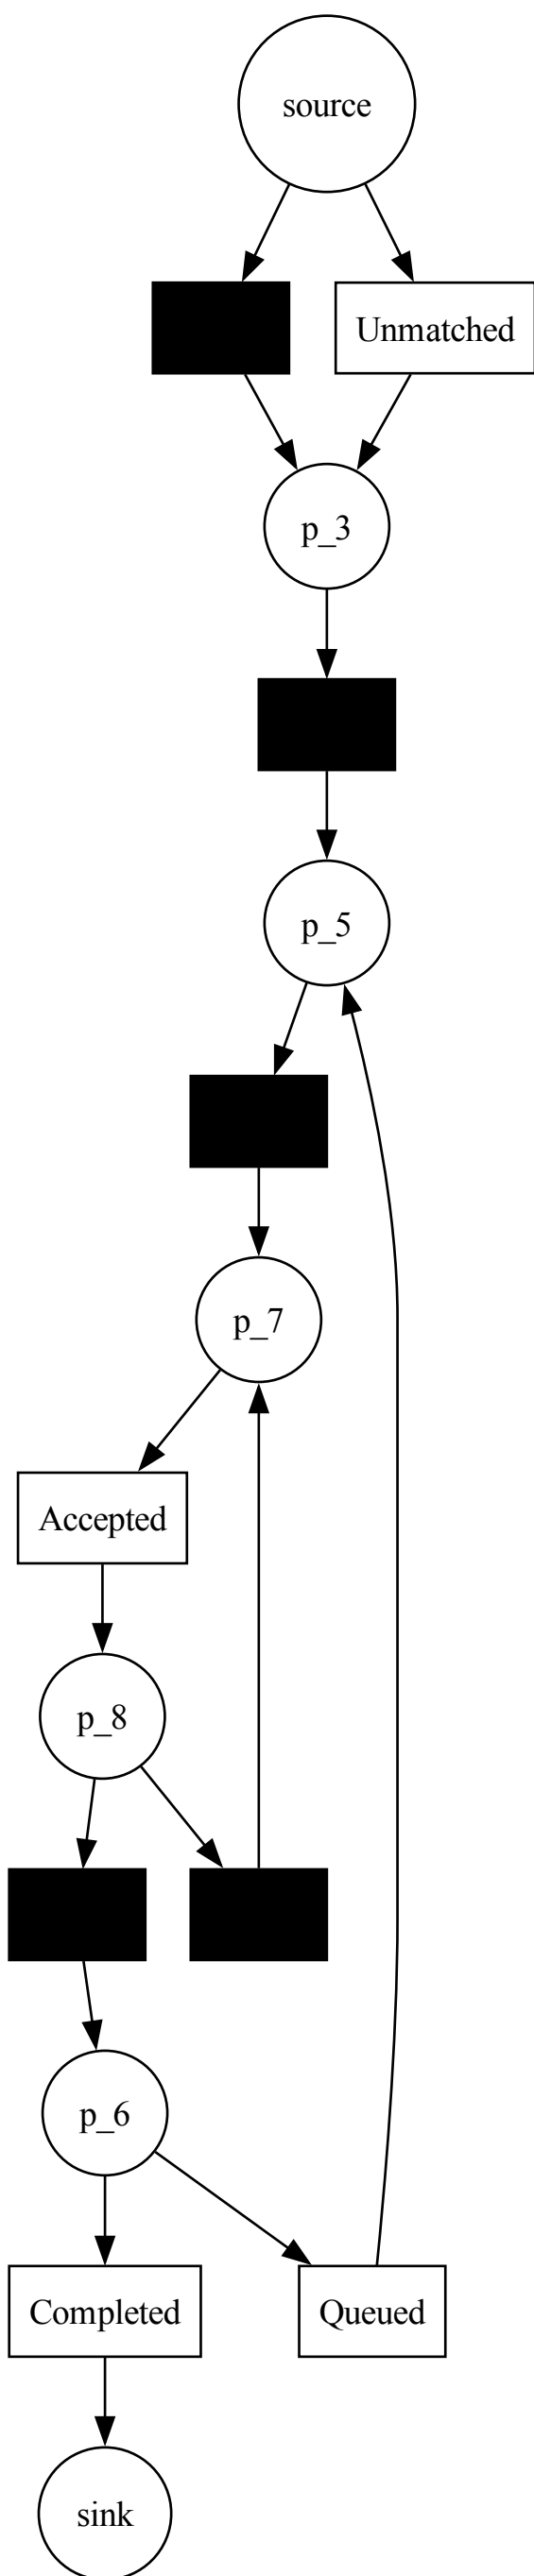 source
Unmatched
p_3
p_5
p_7
Accepted
p_8
p_6
Completed
Queued
sink